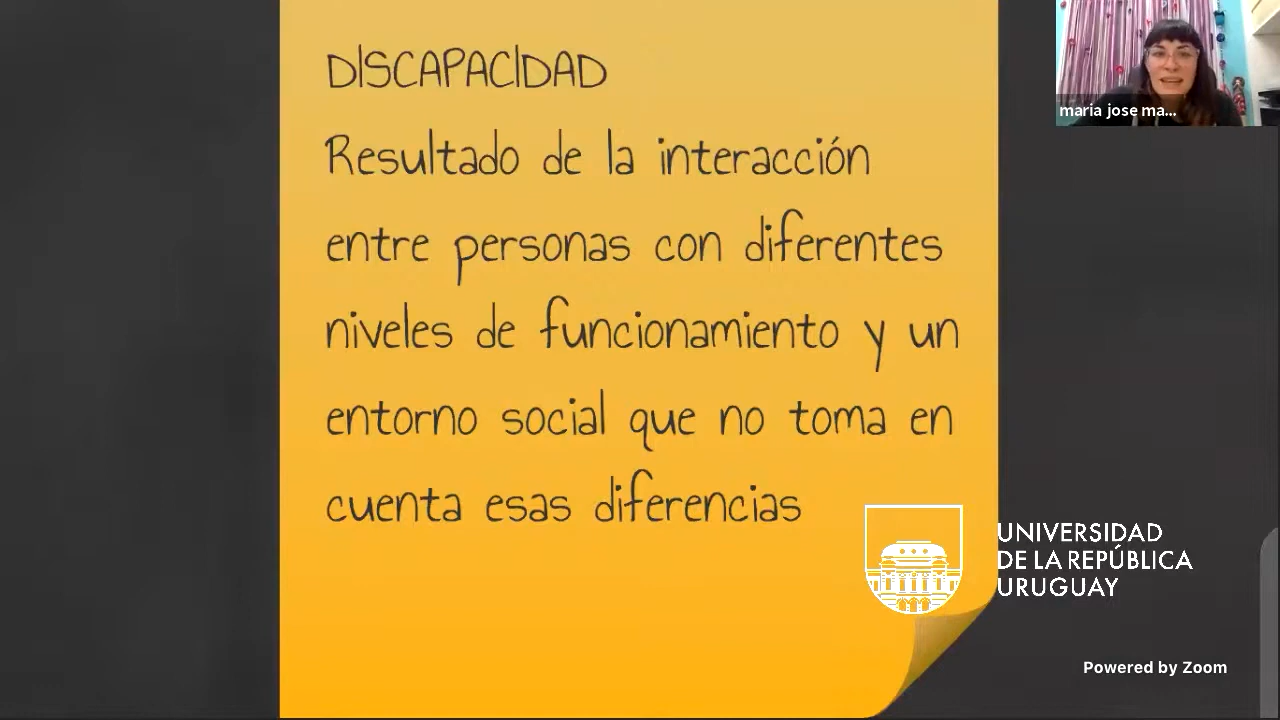 DISCAPACIDAD
Resultado de la interacción
entre personas con diferentes
niveles de funcionamiento y un
entorno social que no toma en
cuenta esas diferencias
maria jose ma...
UNIVERSIDAD
DE LA REPÚBLICA
URUGUAY
Powered by Zoom